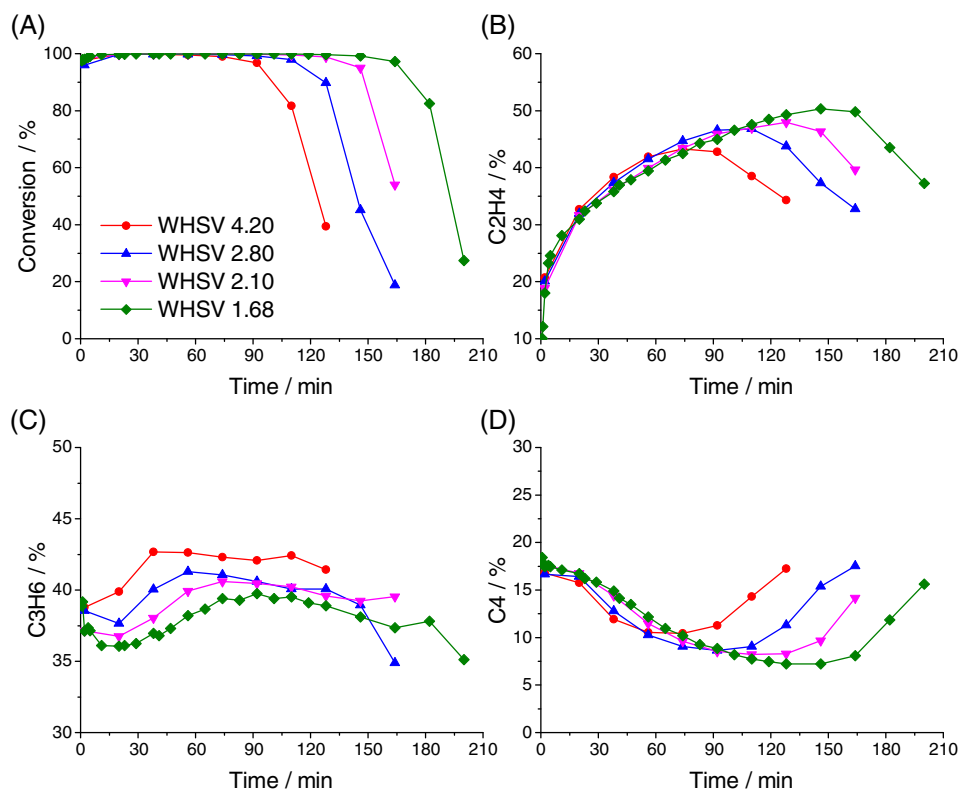 (A)
Conversion / %
100
80
60
40
20
0
WHSV 4.20
WHSV 2.80
WHSV 2.10
WHSV 1.68
0 30 60 90 120 150 180 210
Time / min
(B)
C2H4 / %
60
50
40
30
20
10
0 30 60 90 120 150 180 210
Time / min
(C)
C3H6 / %
50
45
40
35
30
0 30 60 90 120 150 180 210
Time / min
(D)
C4 / %
30
25
20
15
10
5
0
0 30 60 90 120 150 180 210
Time / min